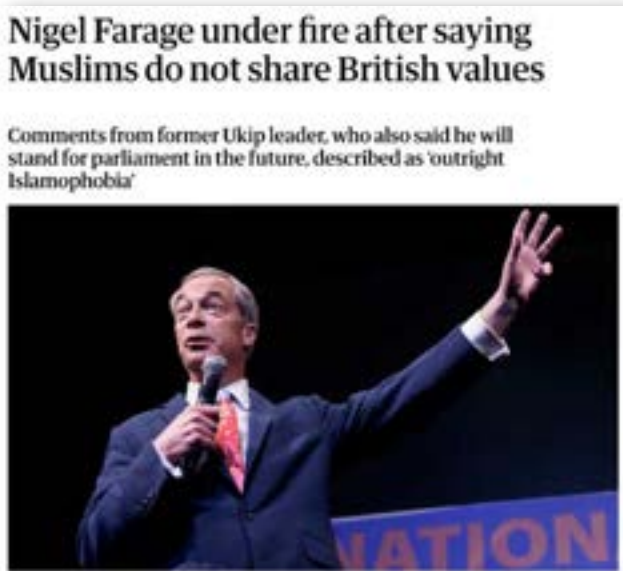 Nigel Farage under fire after saying
Muslims do not share British values
Comments from former Ukip leader, who also said he will
stand for parliament in the future, described as 'outright
Islamophobia'
NATION